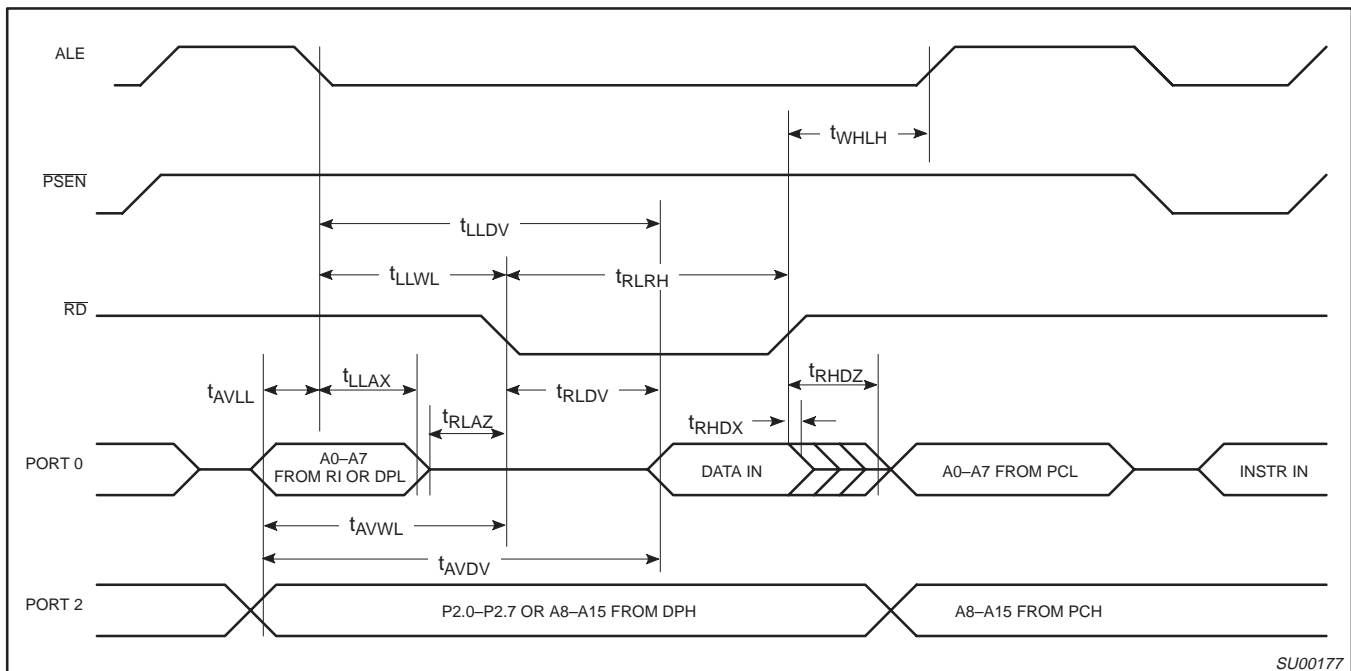 ALE
tWHLH
PSEN
tLLDV
tLLWL
tRLRH
RD
tAVLL
tLLAX
tRLDV
tRHDZ
tRLAZ
tRHDX
PORT 0
A0–A7
FROM RI OR DPL
DATA IN
A0–A7 FROM PCL
INSTR IN
tAVWL
tAVDV
PORT 2
P2.0–P2.7 OR A8–A15 FROM DPH
A8–A15 FROM PCH
SU00177